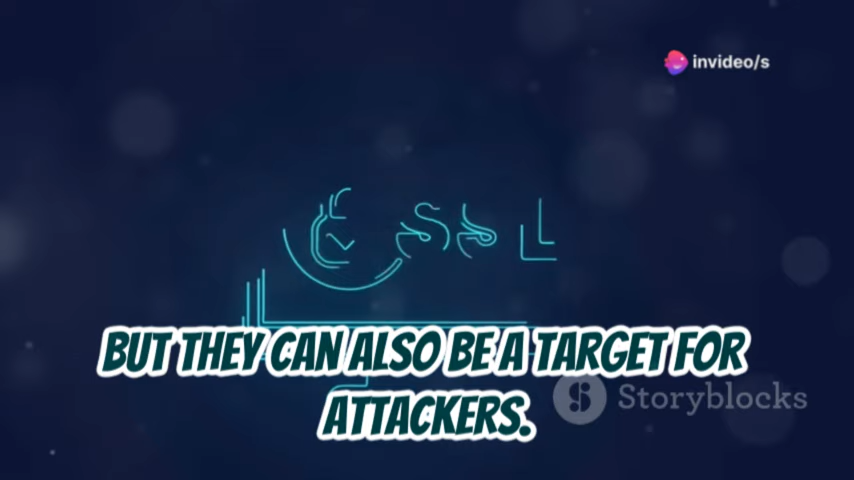 invideo/s
SSL
BUT THEY CAN ALSO BE A TARGET FOR
ATTACKERS.
Storyblocks